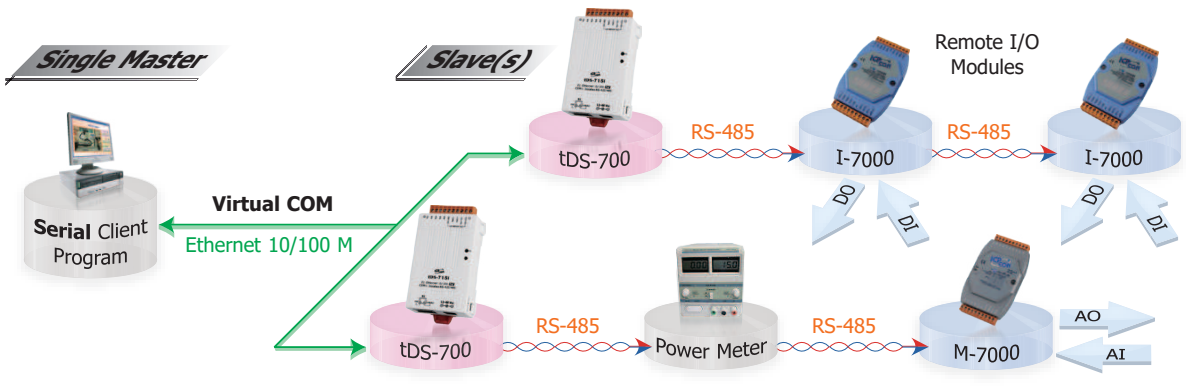 Single Master
Slave(s)
Remote I/O
Modules
tDS-700
RS-485
I-7000
RS-485
I-7000
DO
DI
DO
DI
Virtual COM
Ethernet 10/100 M
Serial Client
Program
tDS-700
RS-485
Power Meter
RS-485
M-7000
AO
AI